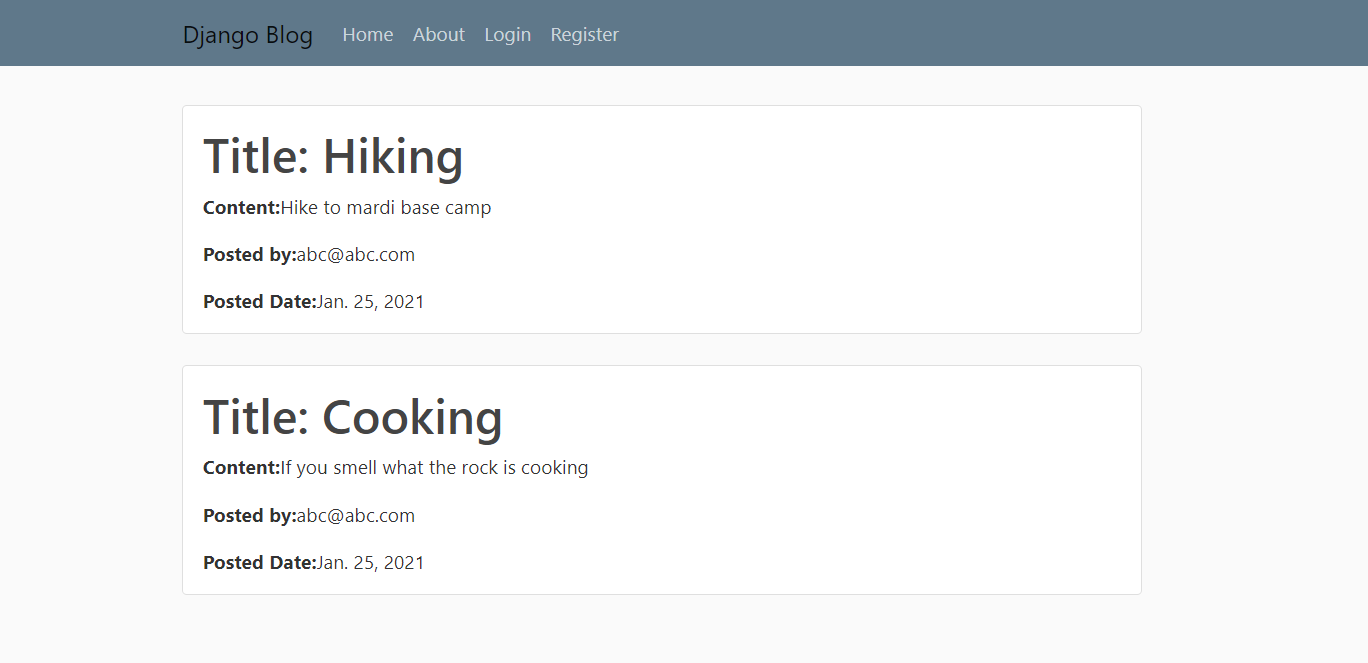 Django Blog Home About Login Register
Title: Hiking
Content:Hike to mardi base camp
Posted by:abc@abc.com
Posted Date:Jan. 25, 2021
Title: Cooking
Content:If you smell what the rock is cooking
Posted by:abc@abc.com
Posted Date:Jan. 25, 2021